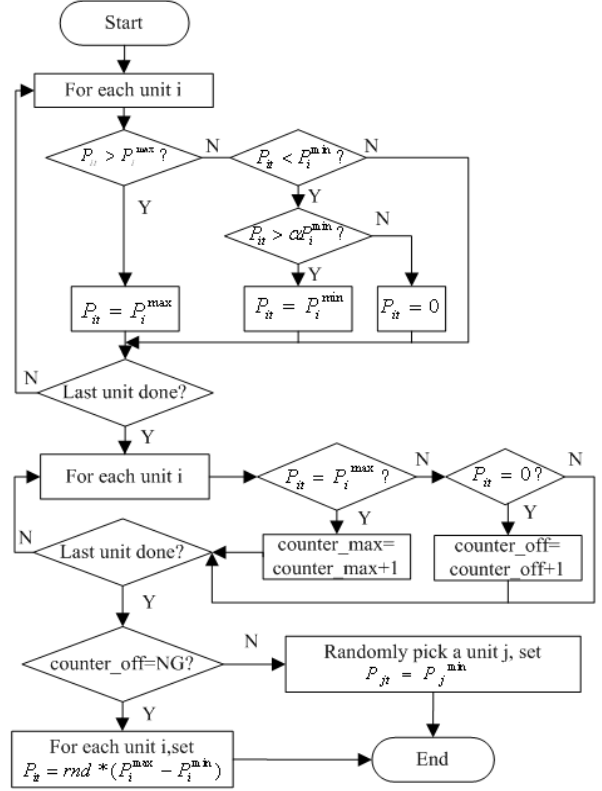 Start
For each unit i
P_it > P_i^max ?
N
P_it < P_i^min ?
N
Y
Y
P_it > αP_i^min ?
N
Y
P_it = P_i^max
P_it = P_i^min
P_it = 0
N
Last unit done?
Y
For each unit i
P_it = P_i^max ?
N
P_it = 0 ?
N
Y
Y
N
Last unit done?
counter_max=
counter_max+1
counter_off=
counter_off+1
Y
counter_off=NG?
N
Randomly pick a unit j, set
P_jt = P_j^min
Y
For each unit i,set
P_it = rnd *(P_i^max − P_i^min)
End